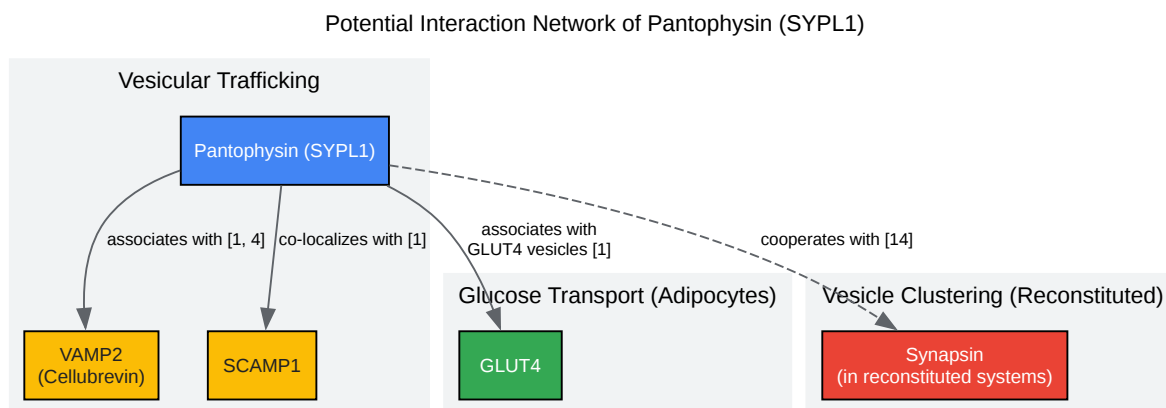 Potential Interaction Network of Pantophysin (SYPL1)
Vesicular Trafficking
Pantophysin (SYPL1)
associates with [1, 4]
co-localizes with [1]
associates with
GLUT4 vesicles [1]
cooperates with [14]
Glucose Transport (Adipocytes)
Vesicle Clustering (Reconstituted)
VAMP2
(Cellubrevin)
SCAMP1
GLUT4
Synapsin
(in reconstituted systems)